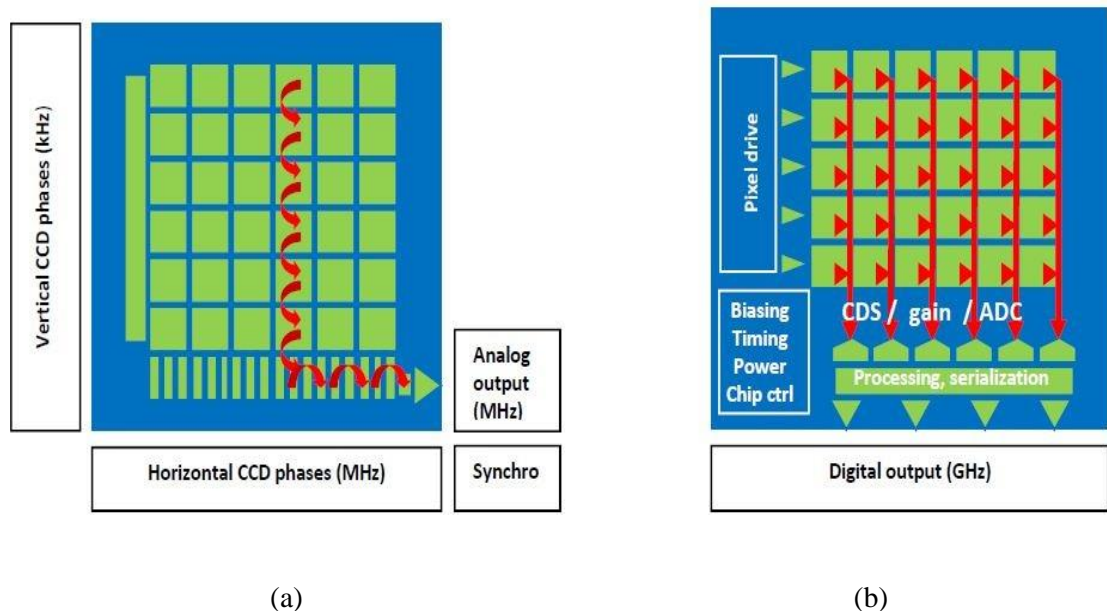 Vertical CCD phases (kHz)
Analog
output
(MHz)
Horizontal CCD phases (MHz)
Synchro
(a)
Pixel drive
Biasing
Timing
Power
Chip ctrl
CDS / gain / ADC
Processing, serialization
Digital output (GHz)
(b)